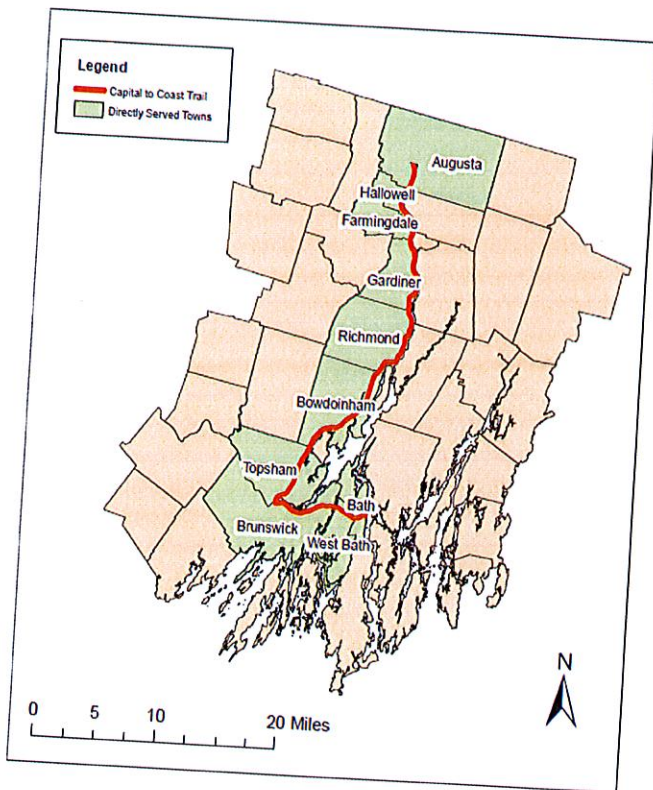 Legend
Capital to Coast Trail
Directly Served Towns
Augusta
Hallowell
Farmingdale
Gardiner
Richmond
Bowdoinham
Topsham
Bath
Brunswick
West Bath
N
0 5 10 20 Miles